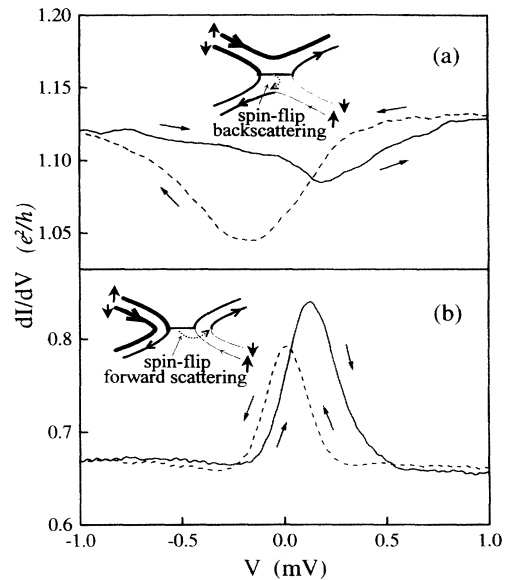 1.20
(a)
1.15
spin-flip
backscattering
1.10
1.05
dI/dV (e²/h)
(b)
0.8
spin-flip
forward scattering
0.7
0.6
-1.0 -0.5 0.0 0.5 1.0
V (mV)